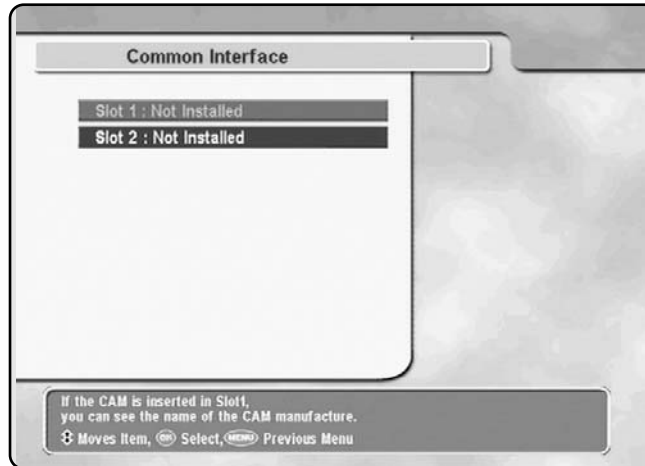 Common Interface
Slot 1 : Not Installed
Slot 2 : Not Installed
If the CAM is inserted in Slot1,
you can see the name of the CAM manufacture.
Moves Item, OK Select, MENU Previous Menu